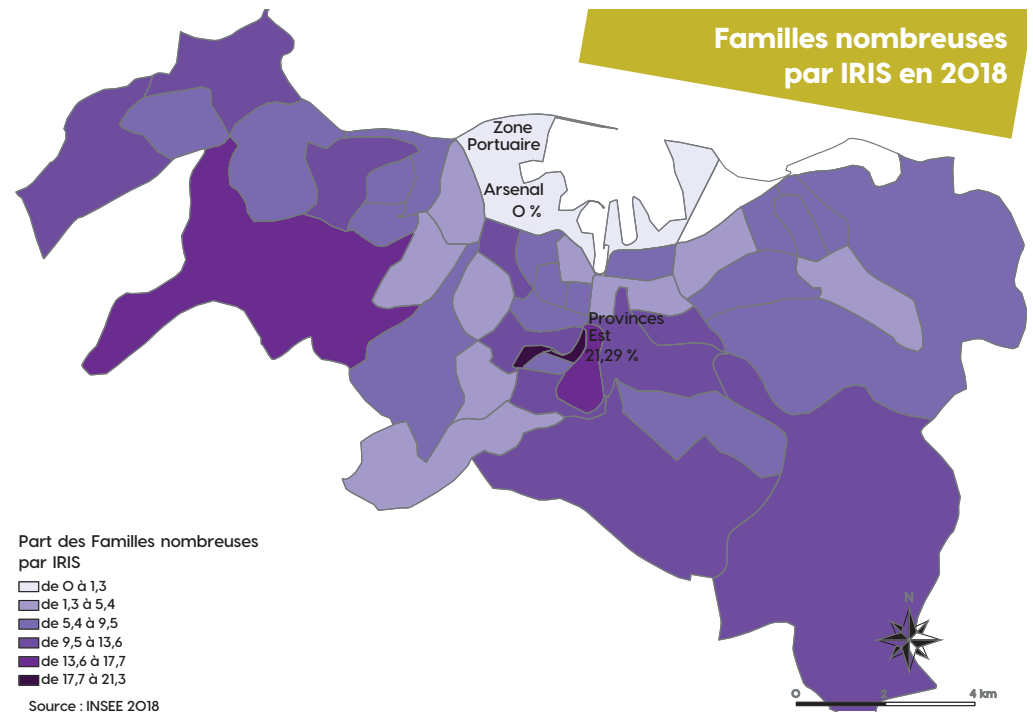 Familles nombreuses
par IRIS en 2018
Zone
Portuaire
Arsenal
0 %
Provinces
Est
21,29 %
Part des Familles nombreuses
par IRIS
de 0 à 1,3
de 1,3 à 5,4
de 5,4 à 9,5
de 9,5 à 13,6
de 13,6 à 17,7
de 17,7 à 21,3
Source : INSEE 2018
N
0 2 4 km